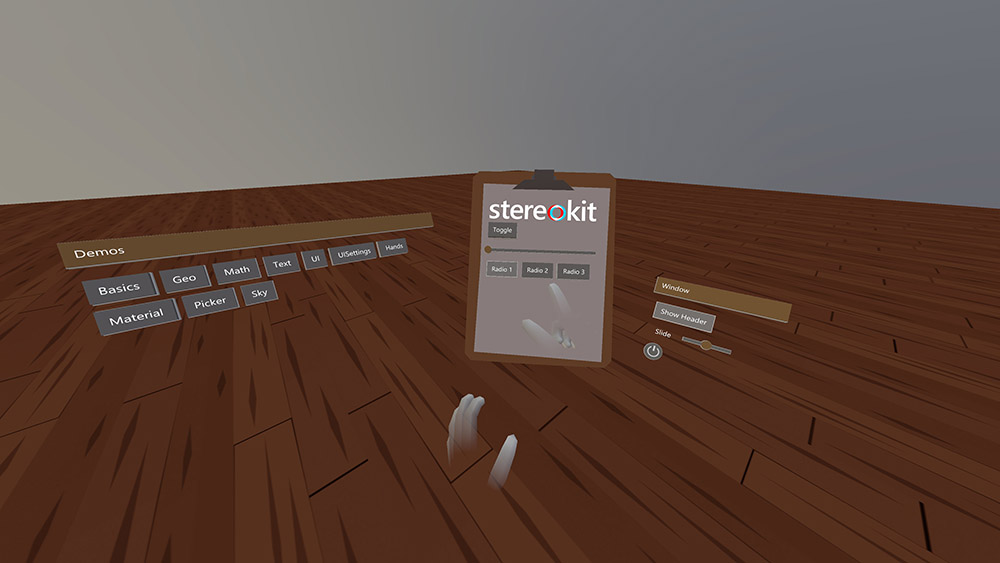 Demos
Basics Geo Math Text UI UISettings Hands
Material Picker Sky
stereokit
Toggle
Radio 1 Radio 2 Radio 3
Window
Show Header
Slide